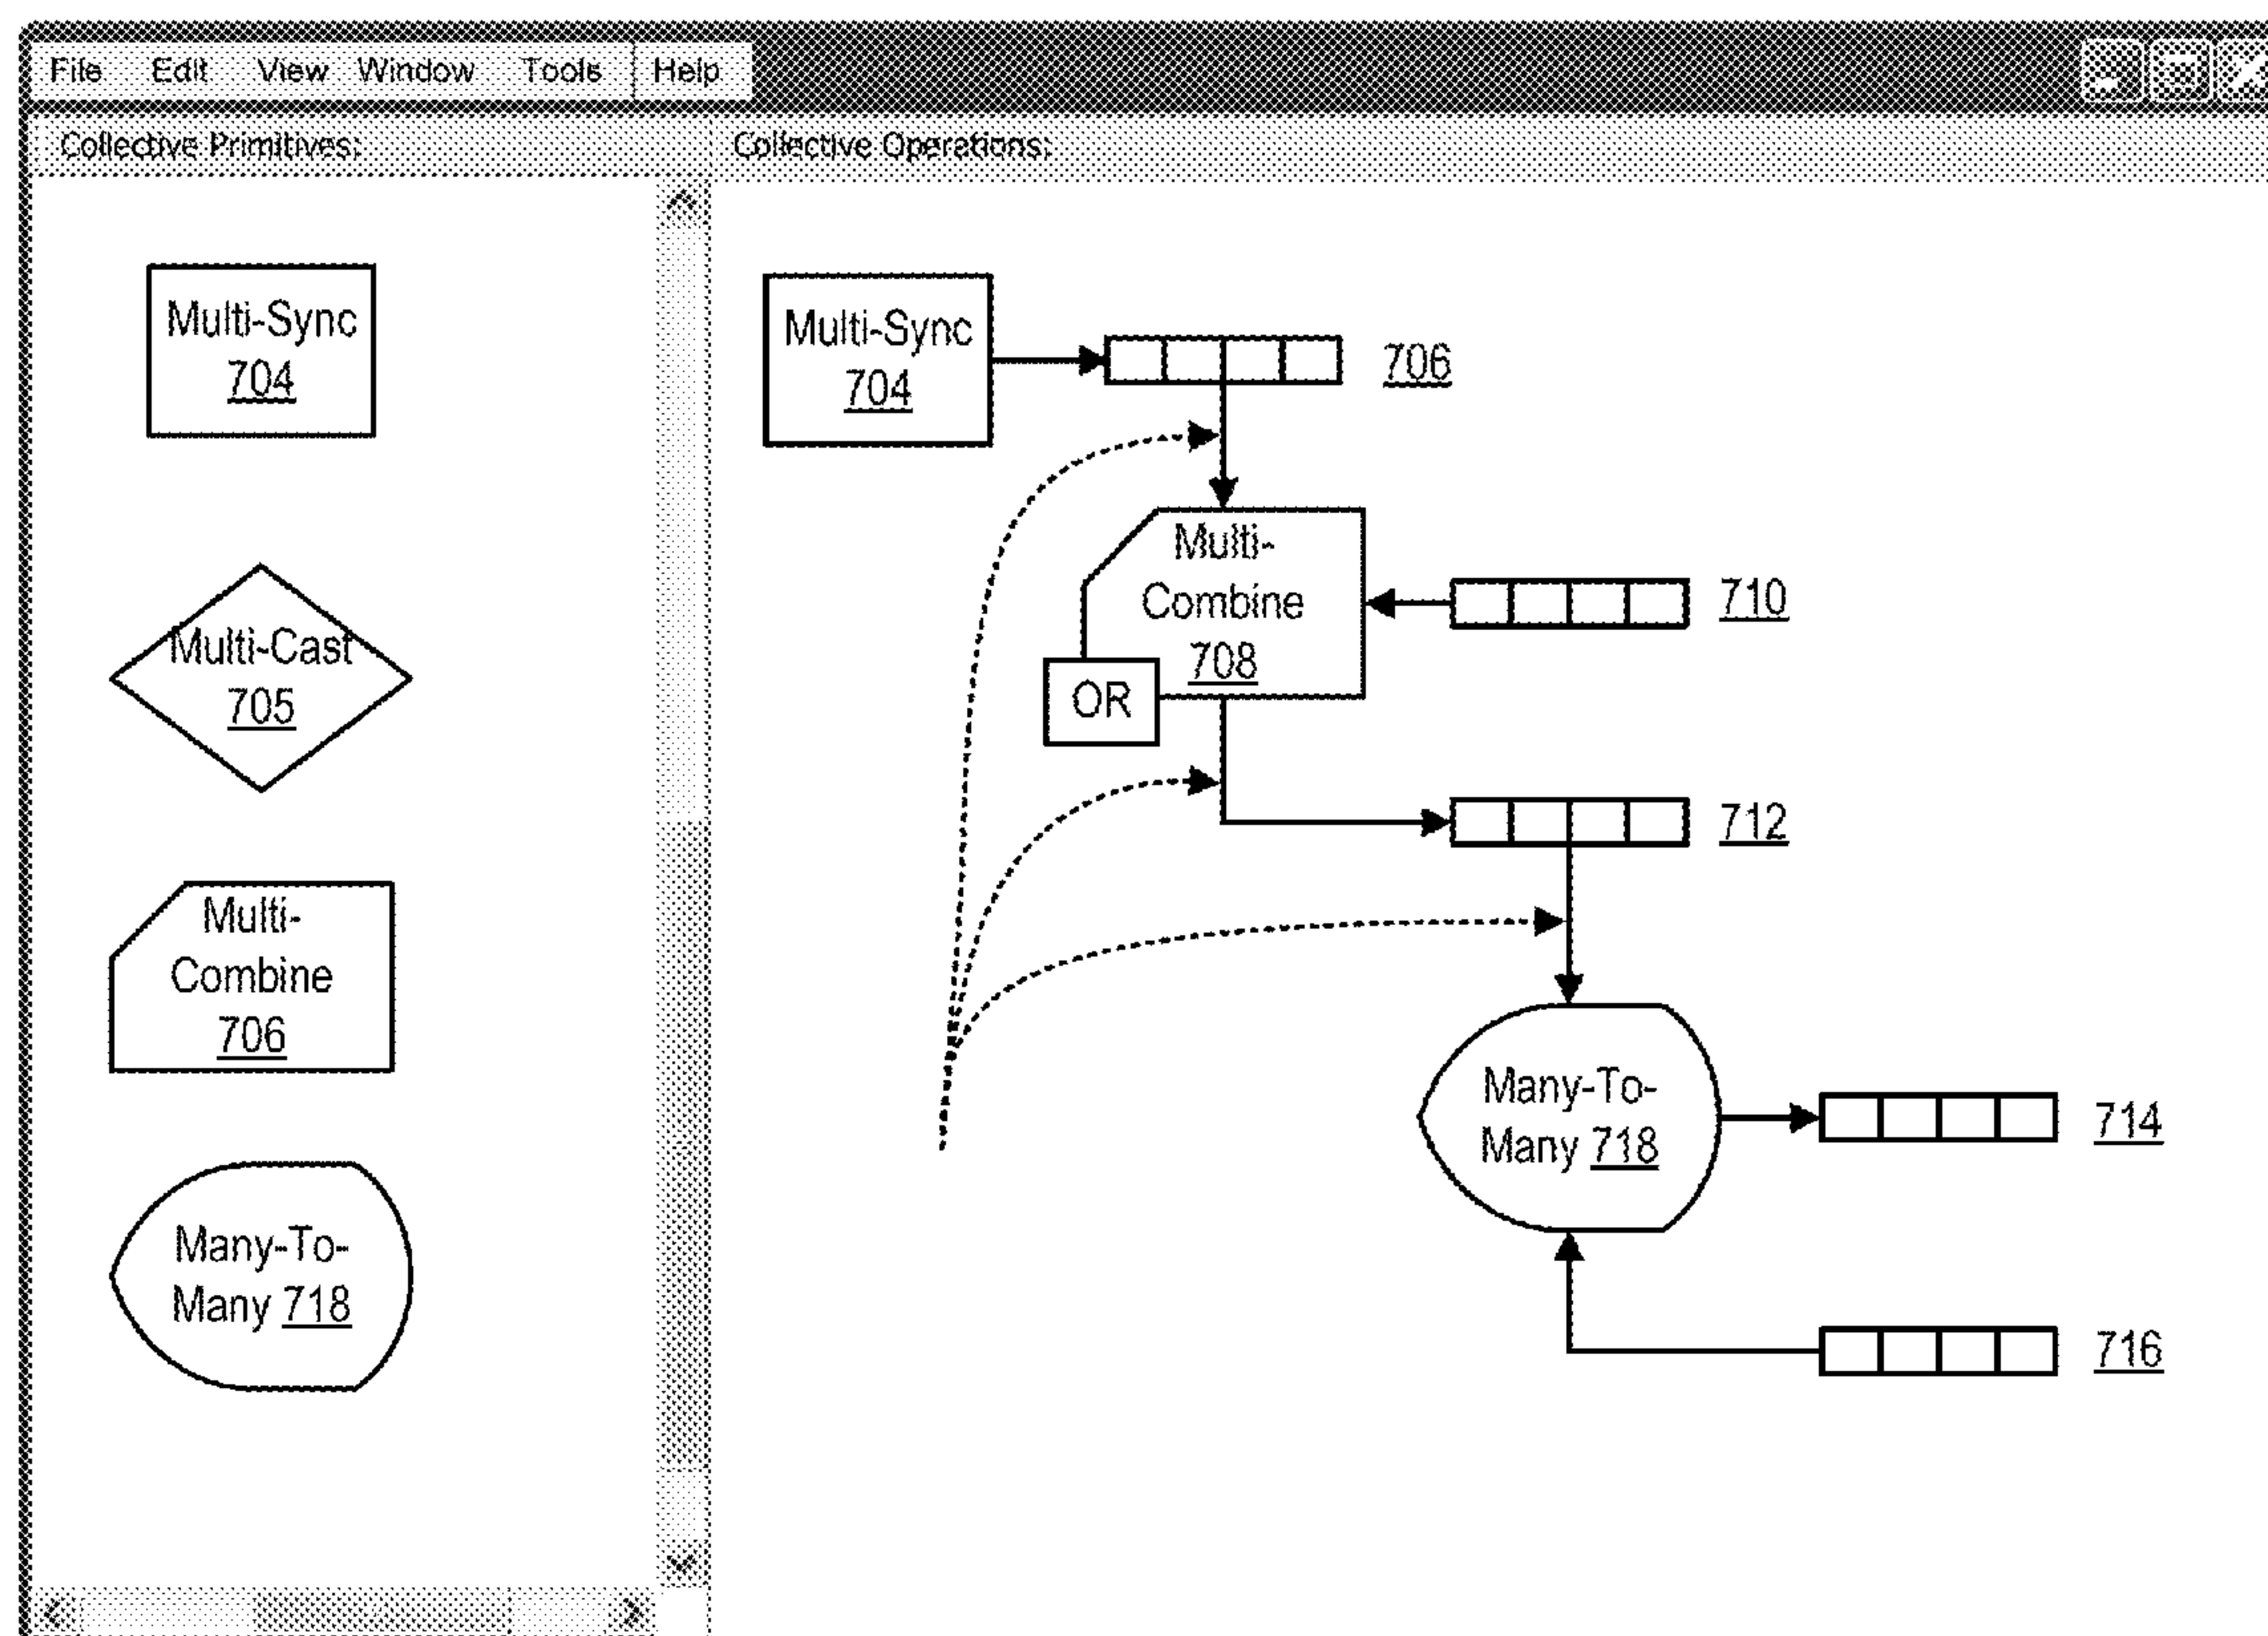 File Edit View Window Tools Help
Collective Primitives:
Collective Operations:
Multi-Sync
704
Multi-Cast
705
Multi-
Combine
706
Many-To-
Many 718
Multi-Sync
704
706
Multi-
Combine
708
OR
710
712
Many-To-
Many 718
714
716